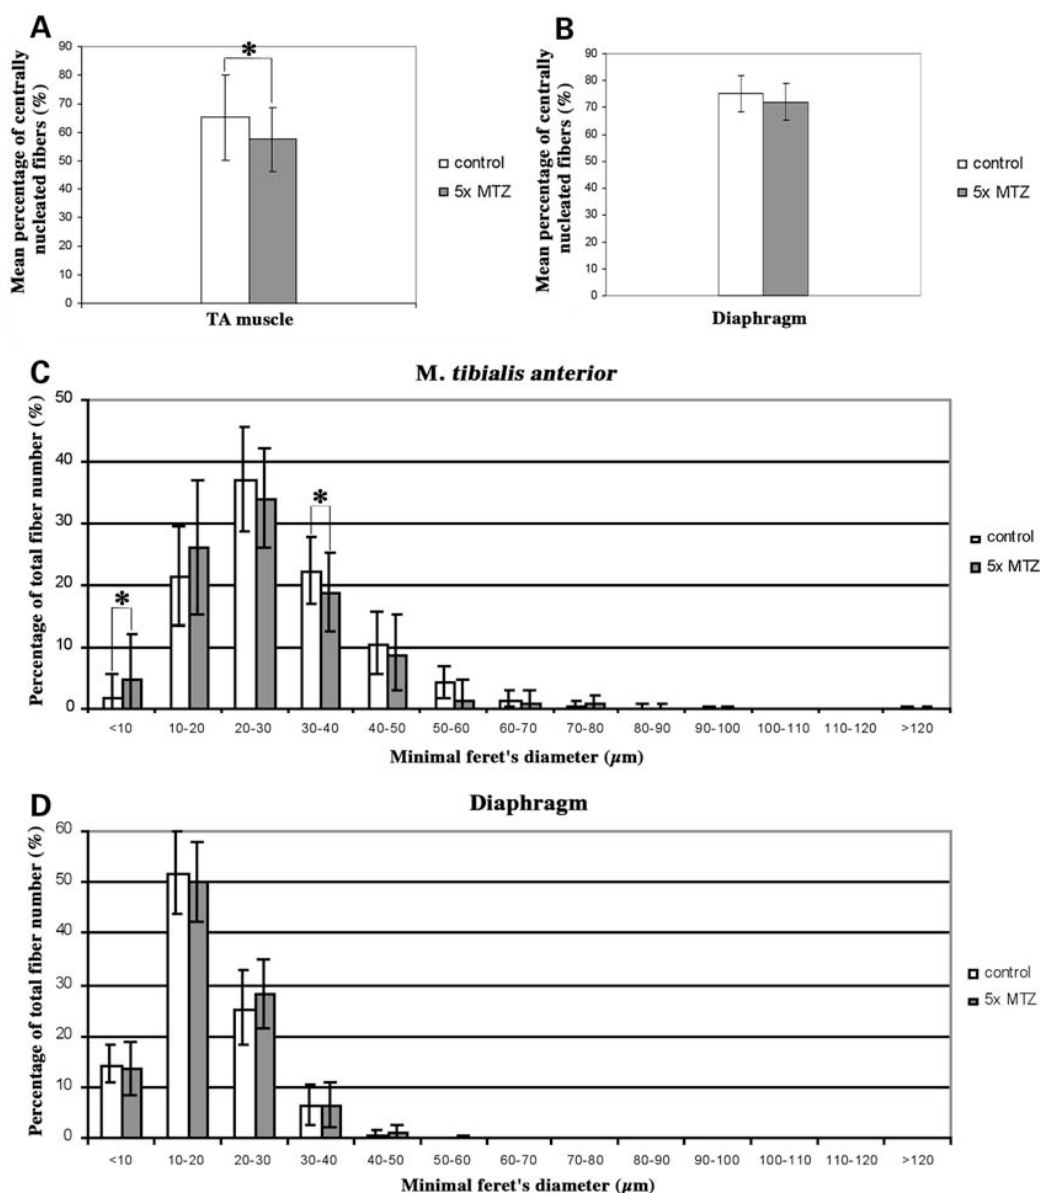 A
Mean percentage of centrally
nucleated fibers (%)
90
80
70
60
50
40
30
20
10
0
*
TA muscle
control
5x MTZ
B
Mean percentage of centrally
nucleated fibers (%)
90
80
70
60
50
40
30
20
10
0
Diaphragm
control
5x MTZ
C
M. tibialis anterior
Percentage of total fiber number (%)
50
40
30
20
10
0
*
*
<10 10-20 20-30 30-40 40-50 50-60 60-70 70-80 80-90 90-100 100-110 110-120 >120
Minimal feret's diameter (µm)
control
5x MTZ
D
Diaphragm
Percentage of total fiber number (%)
60
50
40
30
20
10
0
<10 10-20 20-30 30-40 40-50 50-60 60-70 70-80 80-90 90-100 100-110 110-120 >120
Minimal feret's diameter (µm)
control
5x MTZ